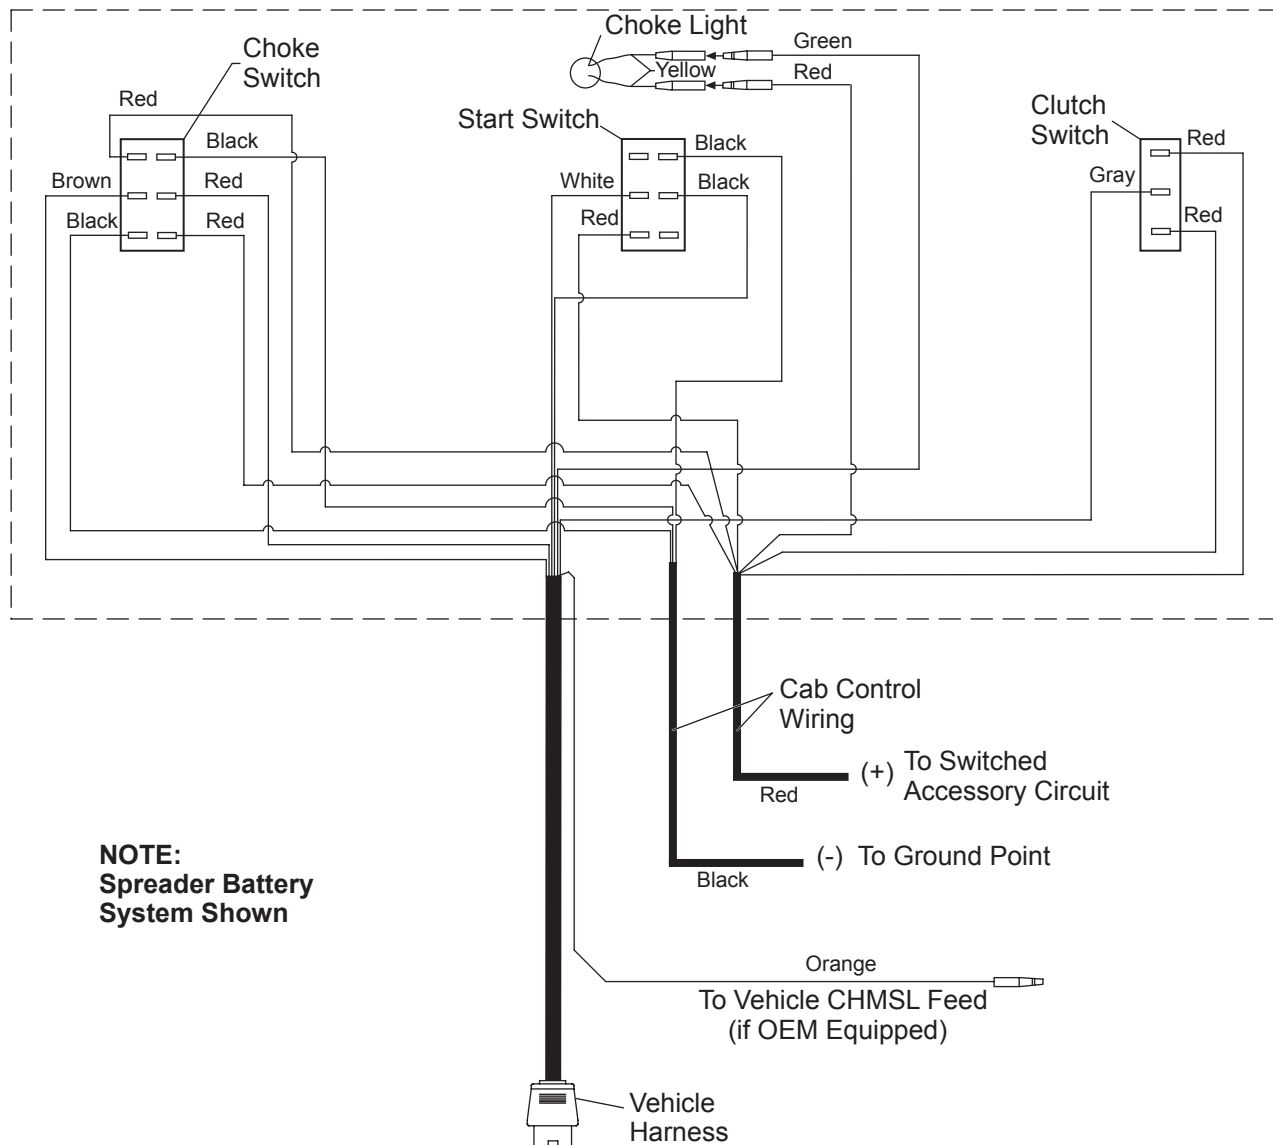 Choke Light
Green
Yellow
Red
Choke
Switch
Red
Black
Brown
Red
Black
Red
Start Switch
Black
White
Black
Red
Clutch
Switch
Red
Gray
Red
Cab Control
Wiring
(+) To Switched
Accessory Circuit
Red
(-) To Ground Point
Black
NOTE:
Spreader Battery
System Shown
Orange
To Vehicle CHMSL Feed
(if OEM Equipped)
Vehicle
Harness